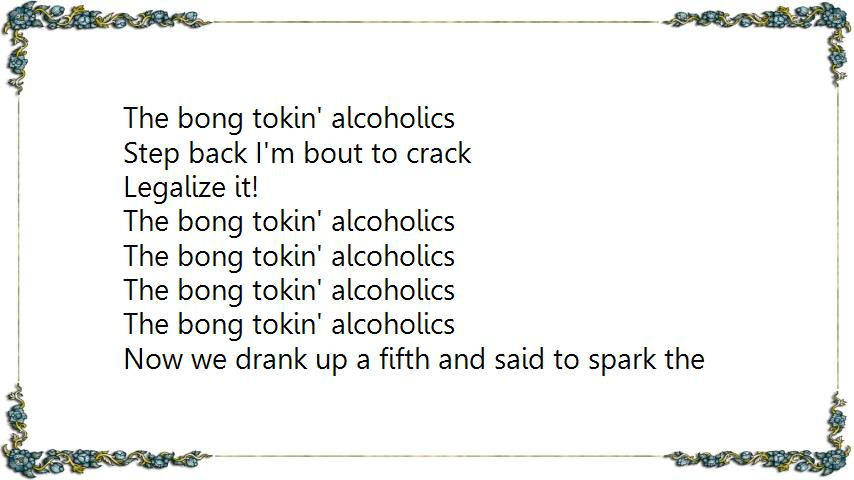 The bong tokin' alcoholics
Step back I'm bout to crack
Legalize it!
The bong tokin' alcoholics
The bong tokin' alcoholics
The bong tokin' alcoholics
The bong tokin' alcoholics
Now we drank up a fifth and said to spark the